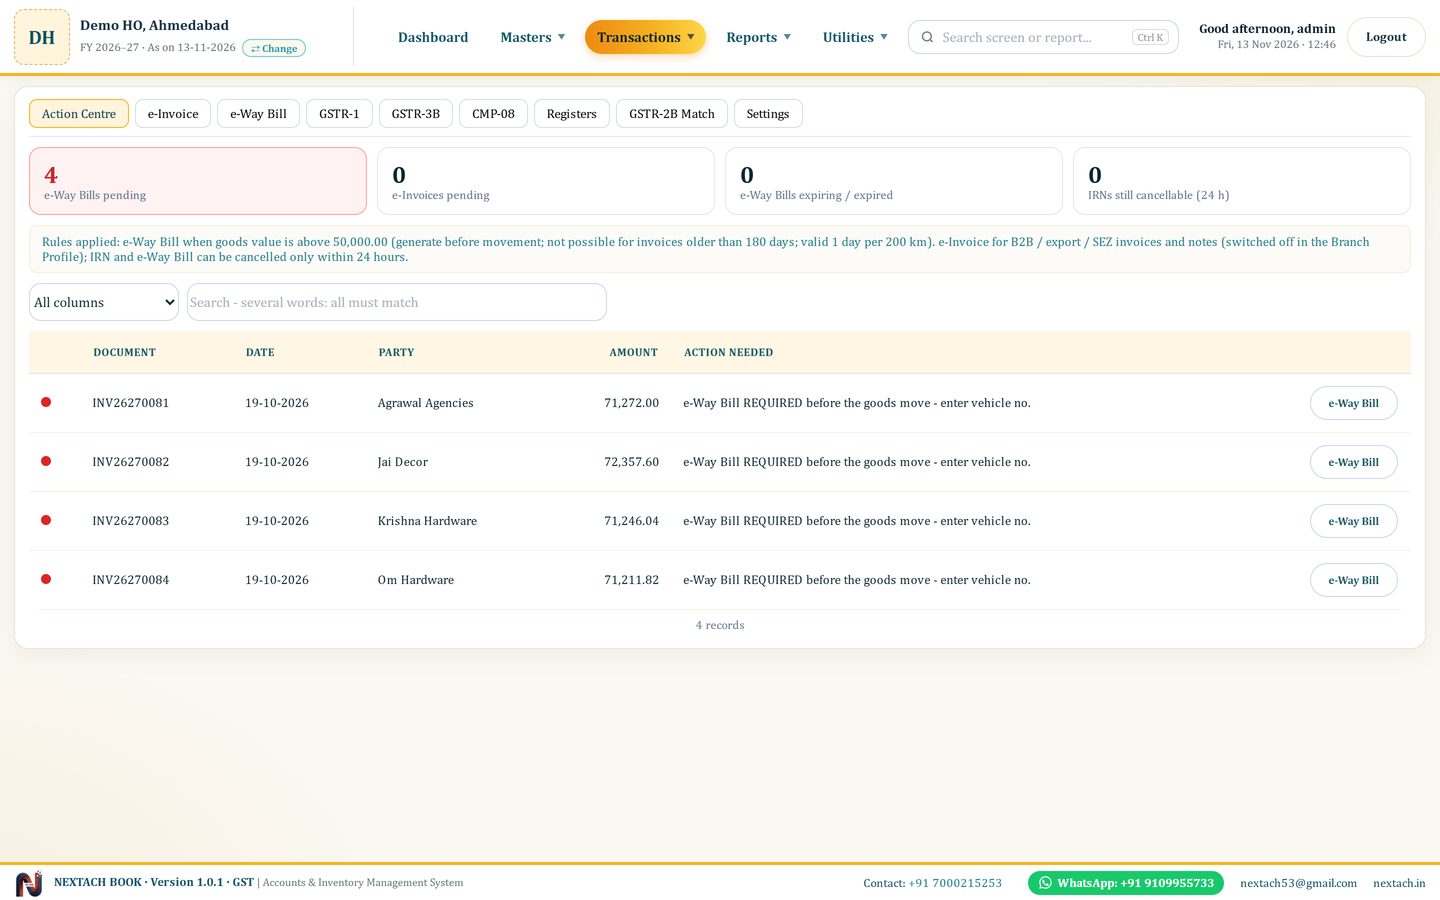 DH
Demo HO, Ahmedabad
FY 2026-27 · As on 13-11-2026 ⇄ Change
Dashboard Masters ▼ Transactions ▼ Reports ▼ Utilities ▼
Search screen or report... Ctrl K
Good afternoon, admin
Fri, 13 Nov 2026 · 12:46
Logout
Action Centre e-Invoice e-Way Bill GSTR-1 GSTR-3B CMP-08 Registers GSTR-2B Match Settings
4
e-Way Bills pending
0
e-Invoices pending
0
e-Way Bills expiring / expired
0
IRNs still cancellable (24 h)
Rules applied: e-Way Bill when goods value is above 50,000.00 (generate before movement; not possible for invoices older than 180 days; valid 1 day per 200 km). e-Invoice for B2B / export / SEZ invoices and notes (switched off in the Branch
Profile); IRN and e-Way Bill can be cancelled only within 24 hours.
All columns Search - several words: all must match
DOCUMENT DATE PARTY AMOUNT ACTION NEEDED
INV26270081 19-10-2026 Agrawal Agencies 71,272.00 e-Way Bill REQUIRED before the goods move - enter vehicle no. e-Way Bill
INV26270082 19-10-2026 Jai Decor 72,357.60 e-Way Bill REQUIRED before the goods move - enter vehicle no. e-Way Bill
INV26270083 19-10-2026 Krishna Hardware 71,246.04 e-Way Bill REQUIRED before the goods move - enter vehicle no. e-Way Bill
INV26270084 19-10-2026 Om Hardware 71,211.82 e-Way Bill REQUIRED before the goods move - enter vehicle no. e-Way Bill
4 records
NEXTACH BOOK · Version 1.0.1 · GST | Accounts & Inventory Management System
Contact: +91 7000215253 WhatsApp: +91 9109955733 nextach53@gmail.com nextach.in